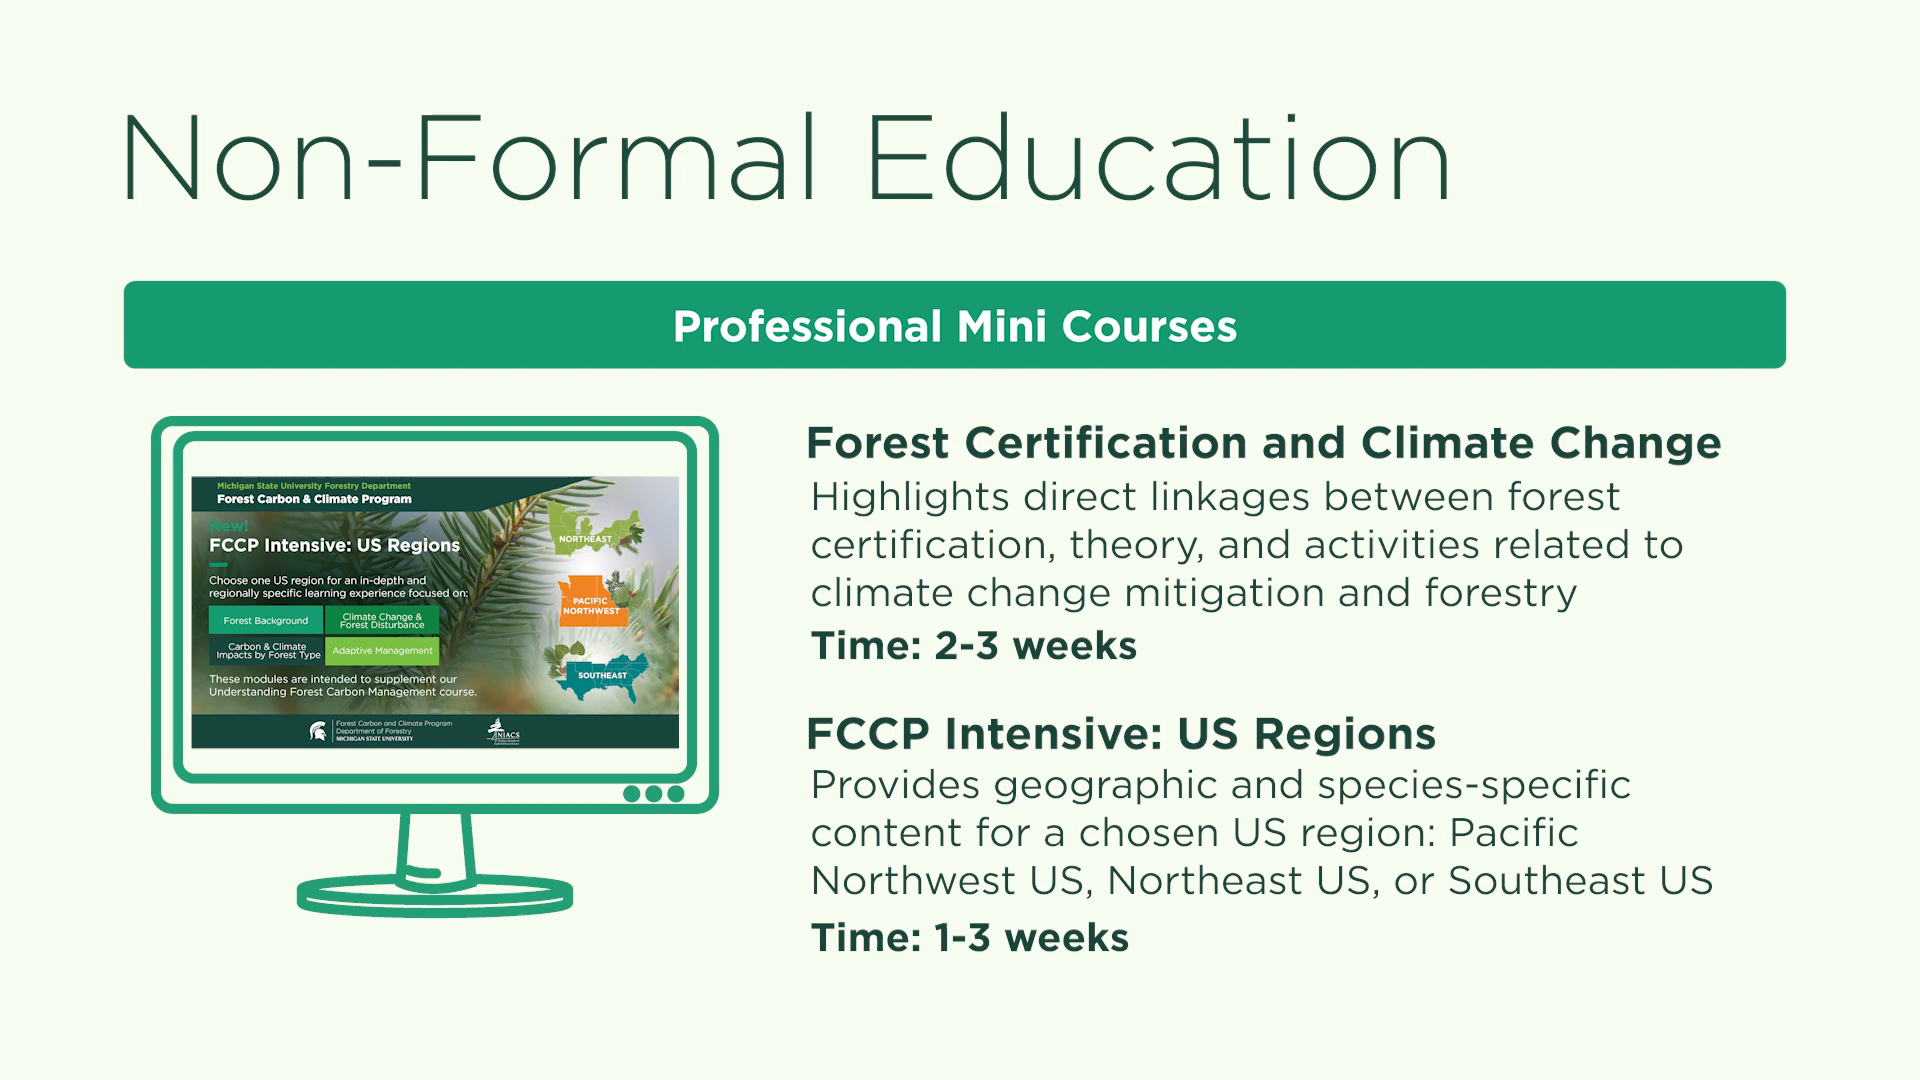 Non-Formal Education
Professional Mini Courses
Michigan State University Forestry Department
Forest Carbon & Climate Program
New!
FCCP Intensive: US Regions
Choose one US region for an in-depth and
regionally specific learning experience focused on:
Forest Background
Climate Change &
Forest Disturbance
Carbon & Climate
Impacts by Forest Type
Adaptive Management
These modules are intended to supplement our
Understanding Forest Carbon Management course.
NORTHEAST
PACIFIC
NORTHWEST
SOUTHEAST
Forest Carbon and Climate Program
Department of Forestry
MICHIGAN STATE UNIVERSITY
NIACS
Forest Certification and Climate Change
Highlights direct linkages between forest
certification, theory, and activities related to
climate change mitigation and forestry
Time: 2-3 weeks
FCCP Intensive: US Regions
Provides geographic and species-specific
content for a chosen US region: Pacific
Northwest US, Northeast US, or Southeast US
Time: 1-3 weeks